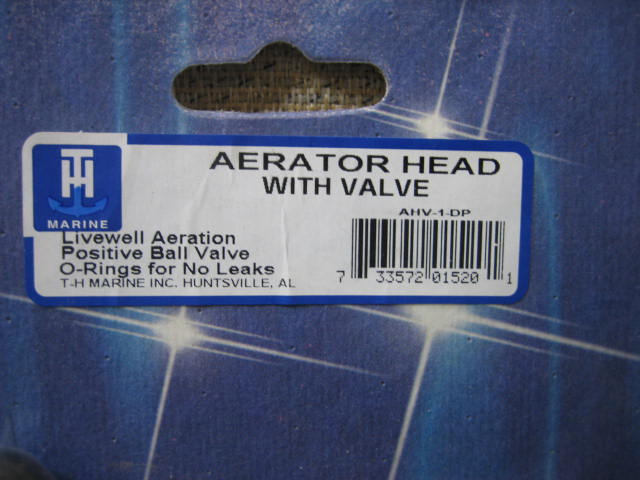 AERATOR HEAD
WITH VALVE
TH
MARINE
AHV-1-DP
Livewell Aeration
Positive Ball Valve
O-Rings for No Leaks
T-H MARINE INC. HUNTSVILLE, AL
7 33572 01520 1